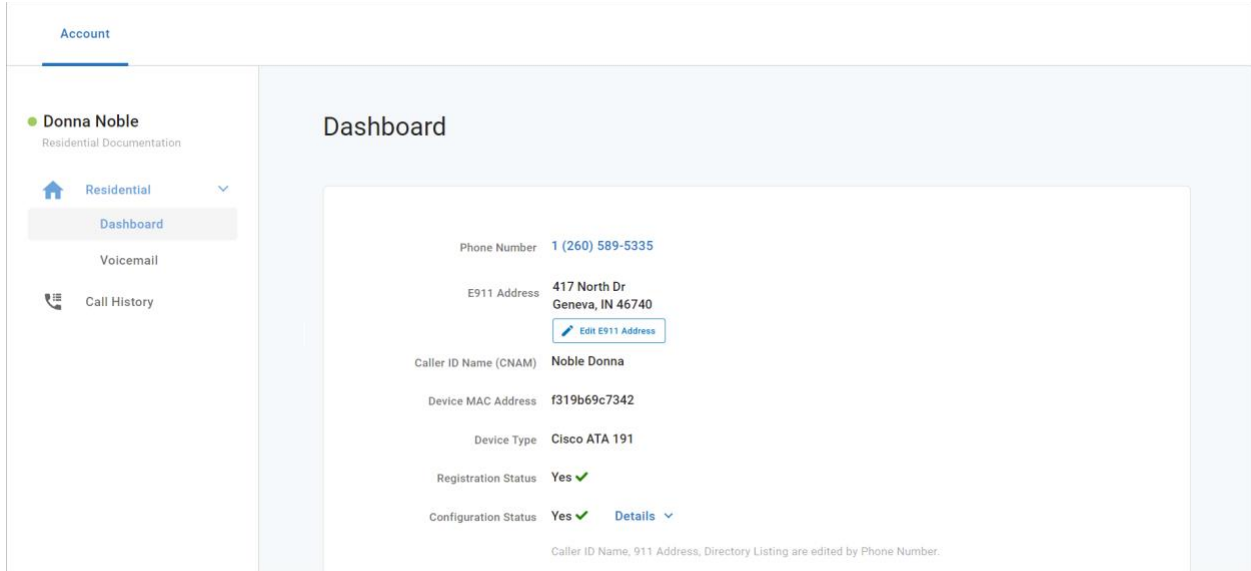 Account
Donna Noble
Residential Documentation
Residential
Dashboard
Voicemail
Call History
Dashboard
Phone Number 1 (260) 589-5335
E911 Address 417 North Dr
Geneva, IN 46740
Edit E911 Address
Caller ID Name (CNAM) Noble Donna
Device MAC Address f319b69c7342
Device Type Cisco ATA 191
Registration Status Yes
Configuration Status Yes Details
Caller ID Name, 911 Address, Directory Listing are edited by Phone Number.